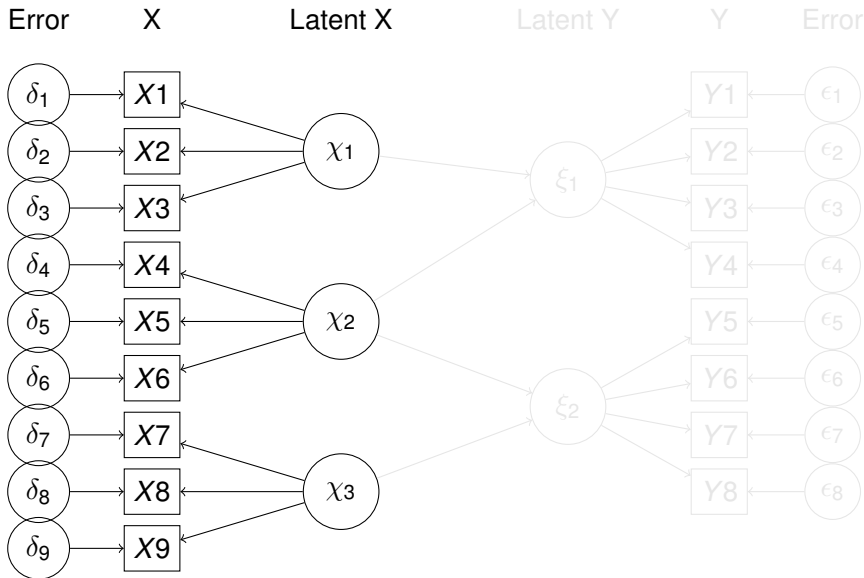 Error X Latent X Latent Y Y Error
δ1 X1 Y1 ϵ1
δ2 X2 χ1 Y2 ϵ2
ξ1
δ3 X3 Y3 ϵ3
δ4 X4 Y4 ϵ4
δ5 X5 χ2 Y5 ϵ5
δ6 X6 Y6 ϵ6
ξ2
δ7 X7 Y7 ϵ7
δ8 X8 χ3 Y8 ϵ8
δ9 X9